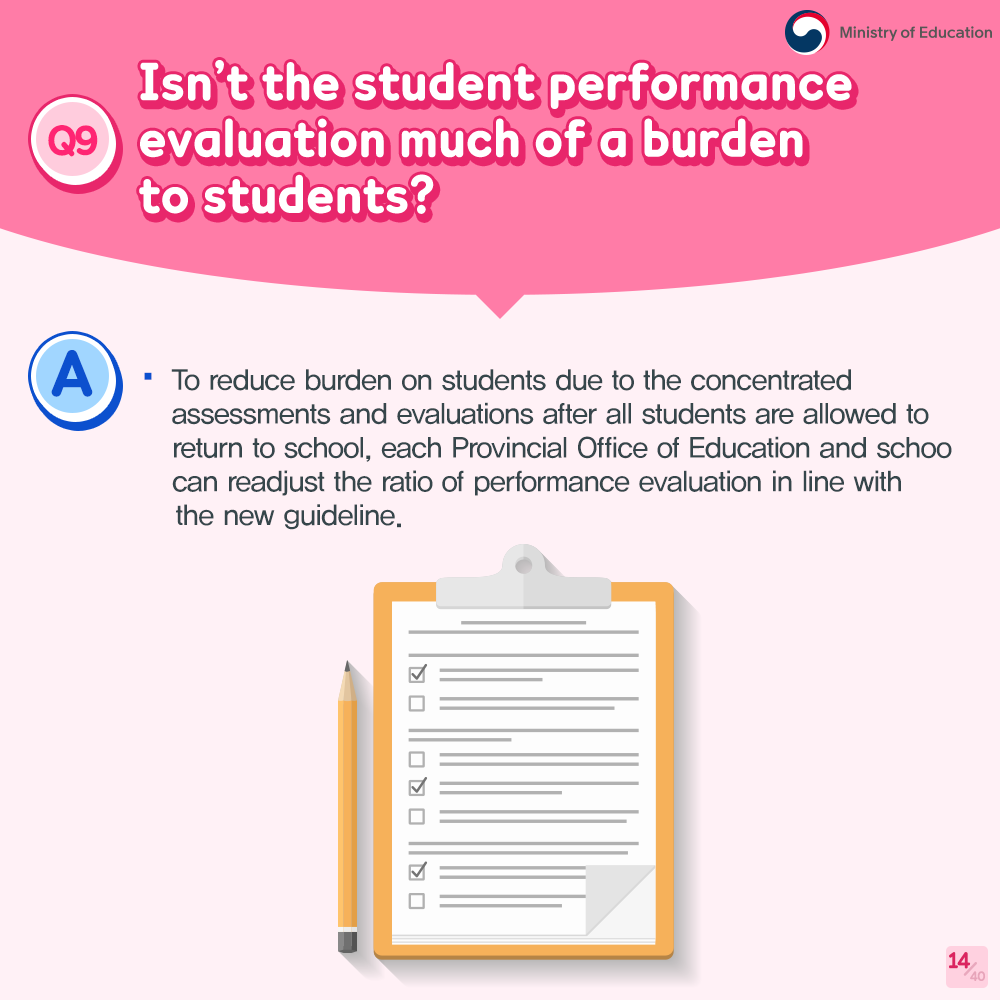 Ministry of Education
Q9
Isn't the student performance
evaluation much of a burden
to students?
A
▪ To reduce burden on students due to the concentrated
assessments and evaluations after all students are allowed to
return to school, each Provincial Office of Education and schoo
can readjust the ratio of performance evaluation in line with
the new guideline.
14/40